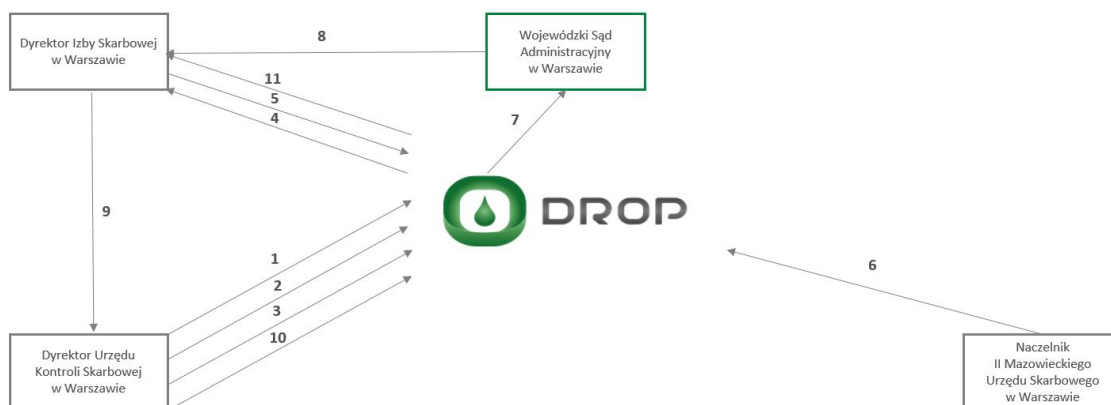 Dyrektor Izby Skarbowej
w Warszawie
8
Wojewódzki Sąd
Administracyjny
w Warszawie
11
5
4
7
DROP
9
1
2
3
10
6
Dyrektor Urzędu
Kontroli Skarbowej
w Warszawie
Naczelnik
II Mazowieckiego
Urzędu Skarbowego
w Warszawie